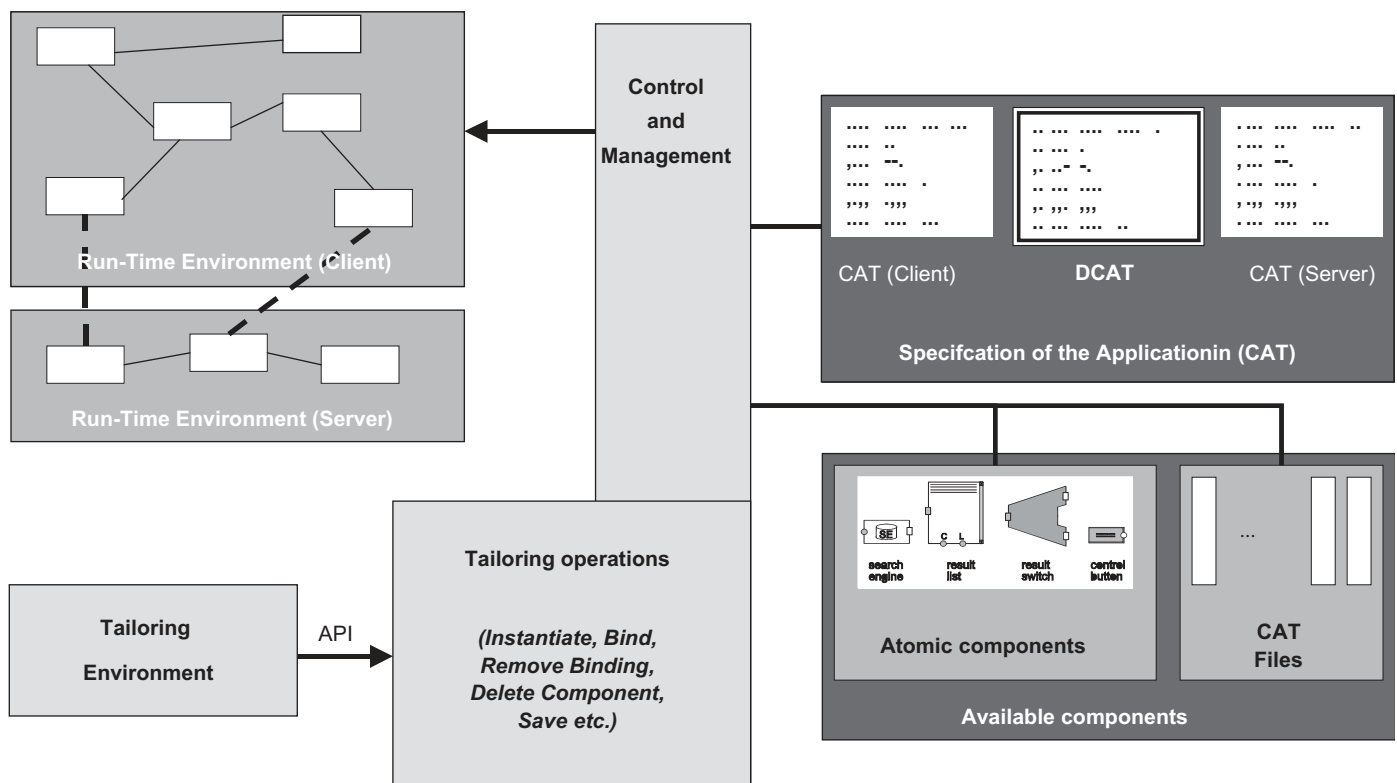 Control
and
Management
Run-Time Environment (Client)
Run-Time Environment (Server)
CAT (Client)
DCAT
CAT (Server)
Specifcation of the Applicationin (CAT)
Tailoring operations
(Instantiate, Bind,
Remove Binding,
Delete Component,
Save etc.)
Tailoring
Environment
API
SE
C L
search
engine
result
list
result
switch
control
button
Atomic components
...
CAT
Files
Available components